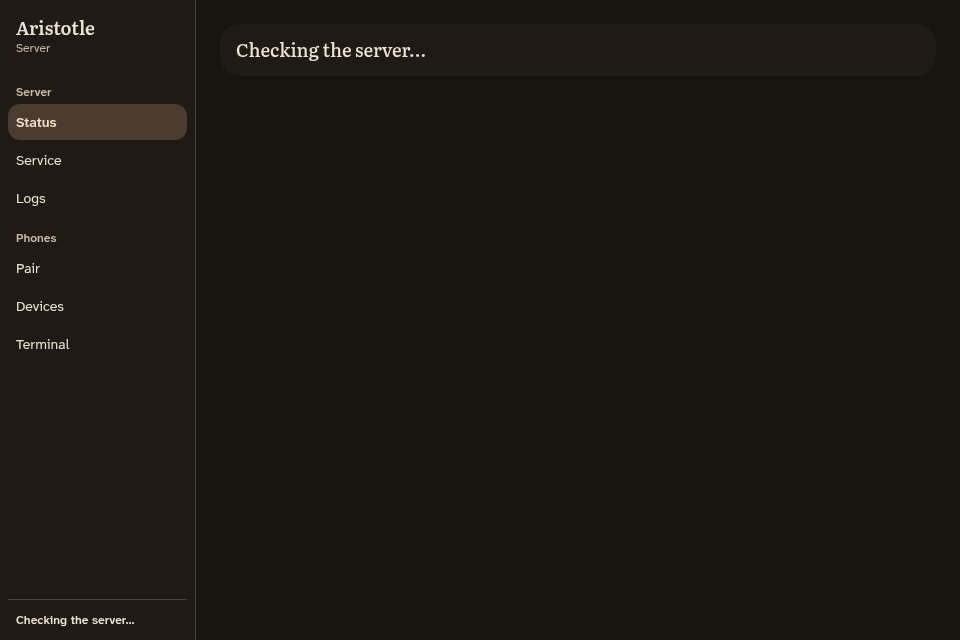 Aristotle
Server
Server
Status
Service
Logs
Phones
Pair
Devices
Terminal
Checking the server...
Checking the server...